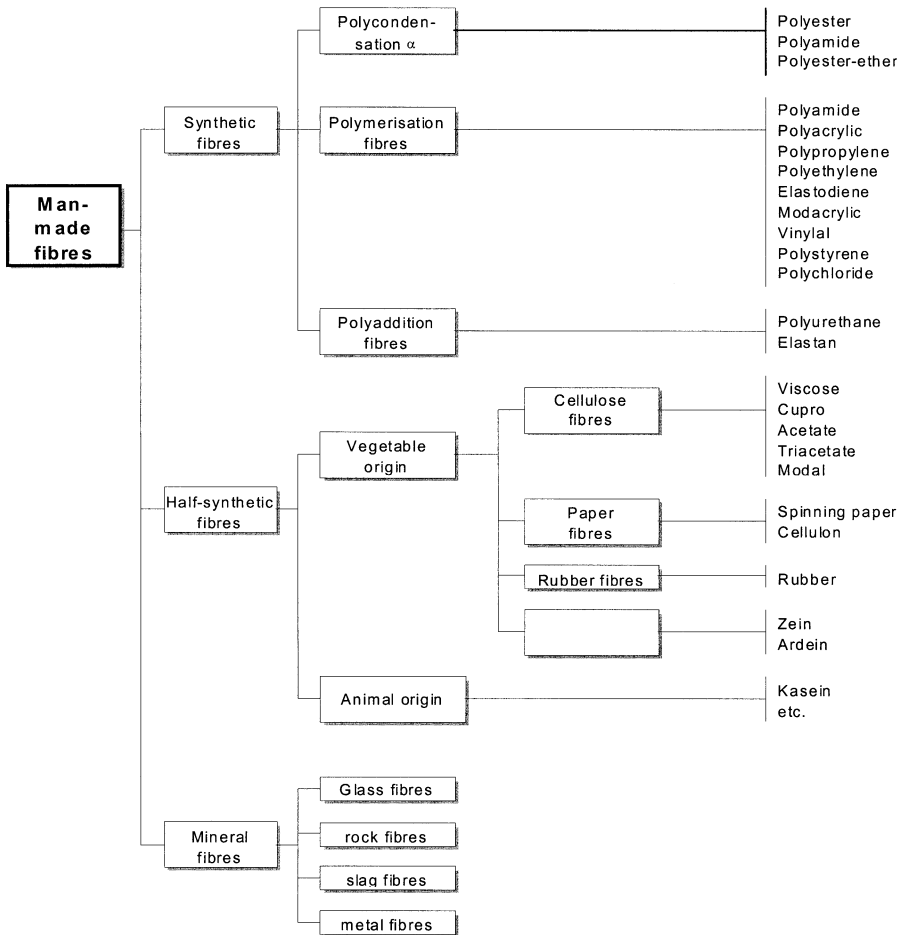 Polyconden-
sation α
Polyester
Polyamide
Polyester-ether
Synthetic
fibres
Polymerisation
fibres
Polyamide
Polyacrylic
Polypropylene
Polyethylene
Elastodiene
Modacrylic
Vinylal
Polystyrene
Polychloride
Man-
made
fibres
Polyaddition
fibres
Polyurethane
Elastan
Half-synthetic
fibres
Vegetable
origin
Cellulose
fibres
Viscose
Cupro
Acetate
Triacetate
Modal
Paper
fibres
Spinning paper
Cellulon
Rubber fibres
Rubber
Zein
Ardein
Animal origin
Kasein
etc.
Mineral
fibres
Glass fibres
rock fibres
slag fibres
metal fibres